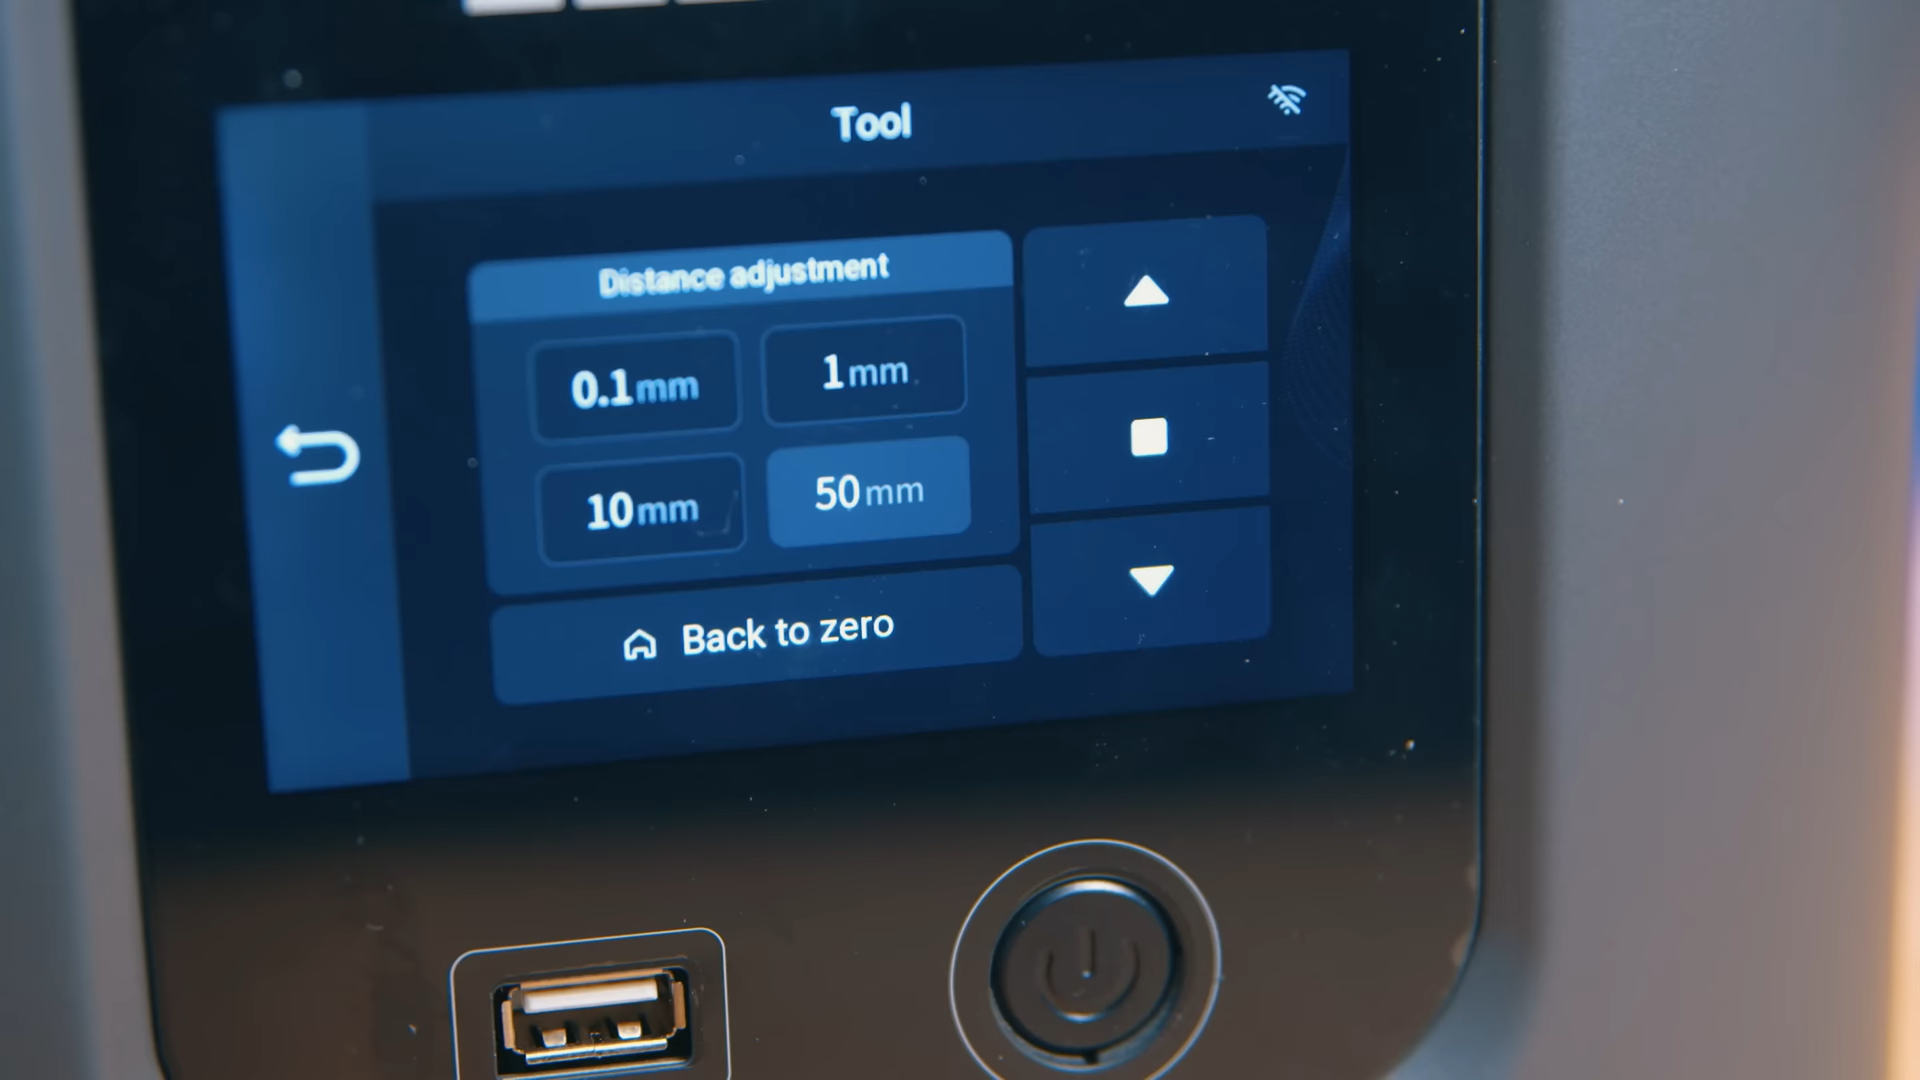 Tool
Distance adjustment
0.1mm
1mm
10mm
50mm
Back to zero